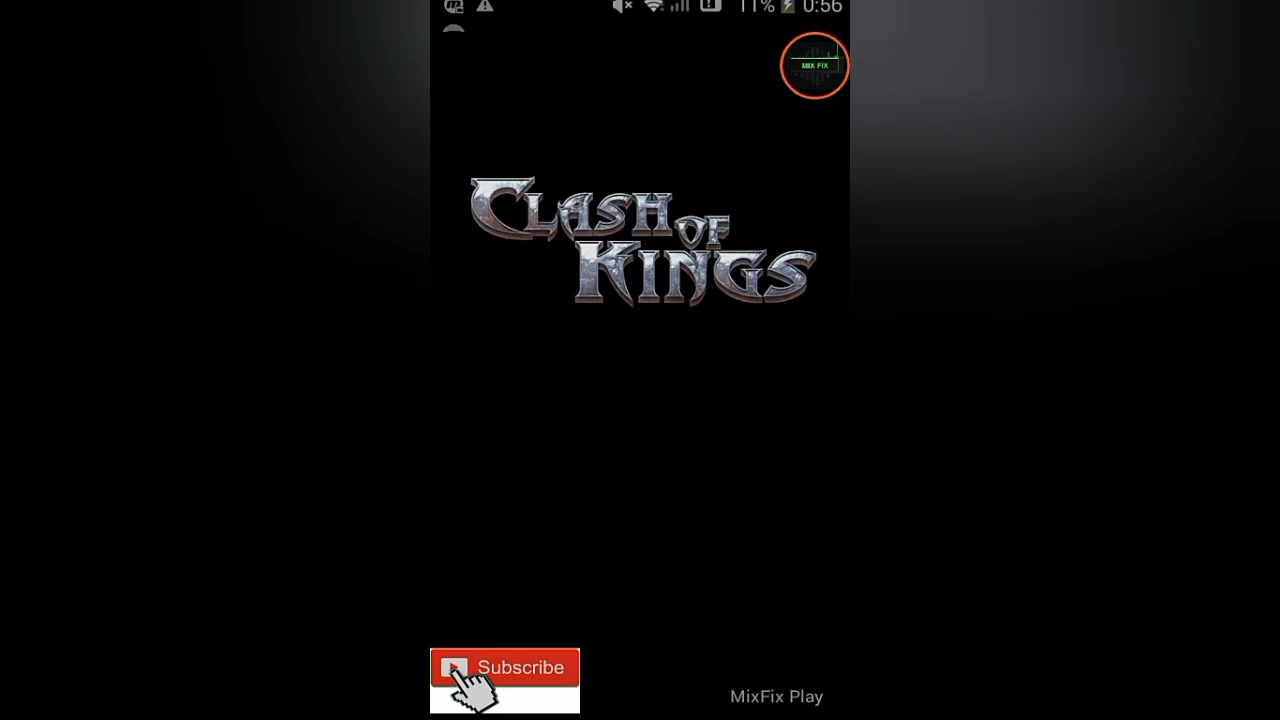 11% 0:56
MIX FIX
CLASH OF
KINGS
Subscribe
MixFix Play